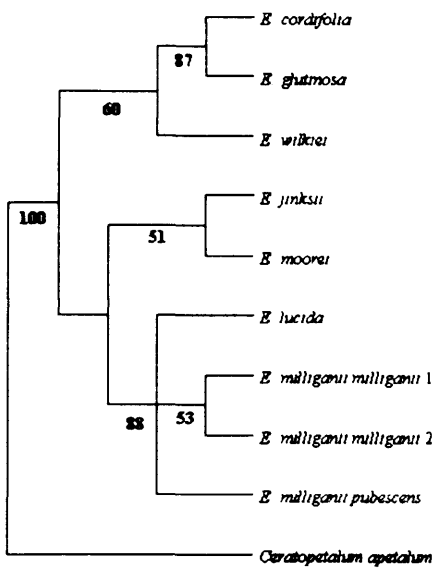 E cordifolia
87
E glutinosa
60
E wilkiei
E jinksii
100
51
E moorei
E lucida
E milliganii milliganii 1
88
53
E milliganii milliganii 2
E milliganii pubescens
Ceratopetalum apetalum